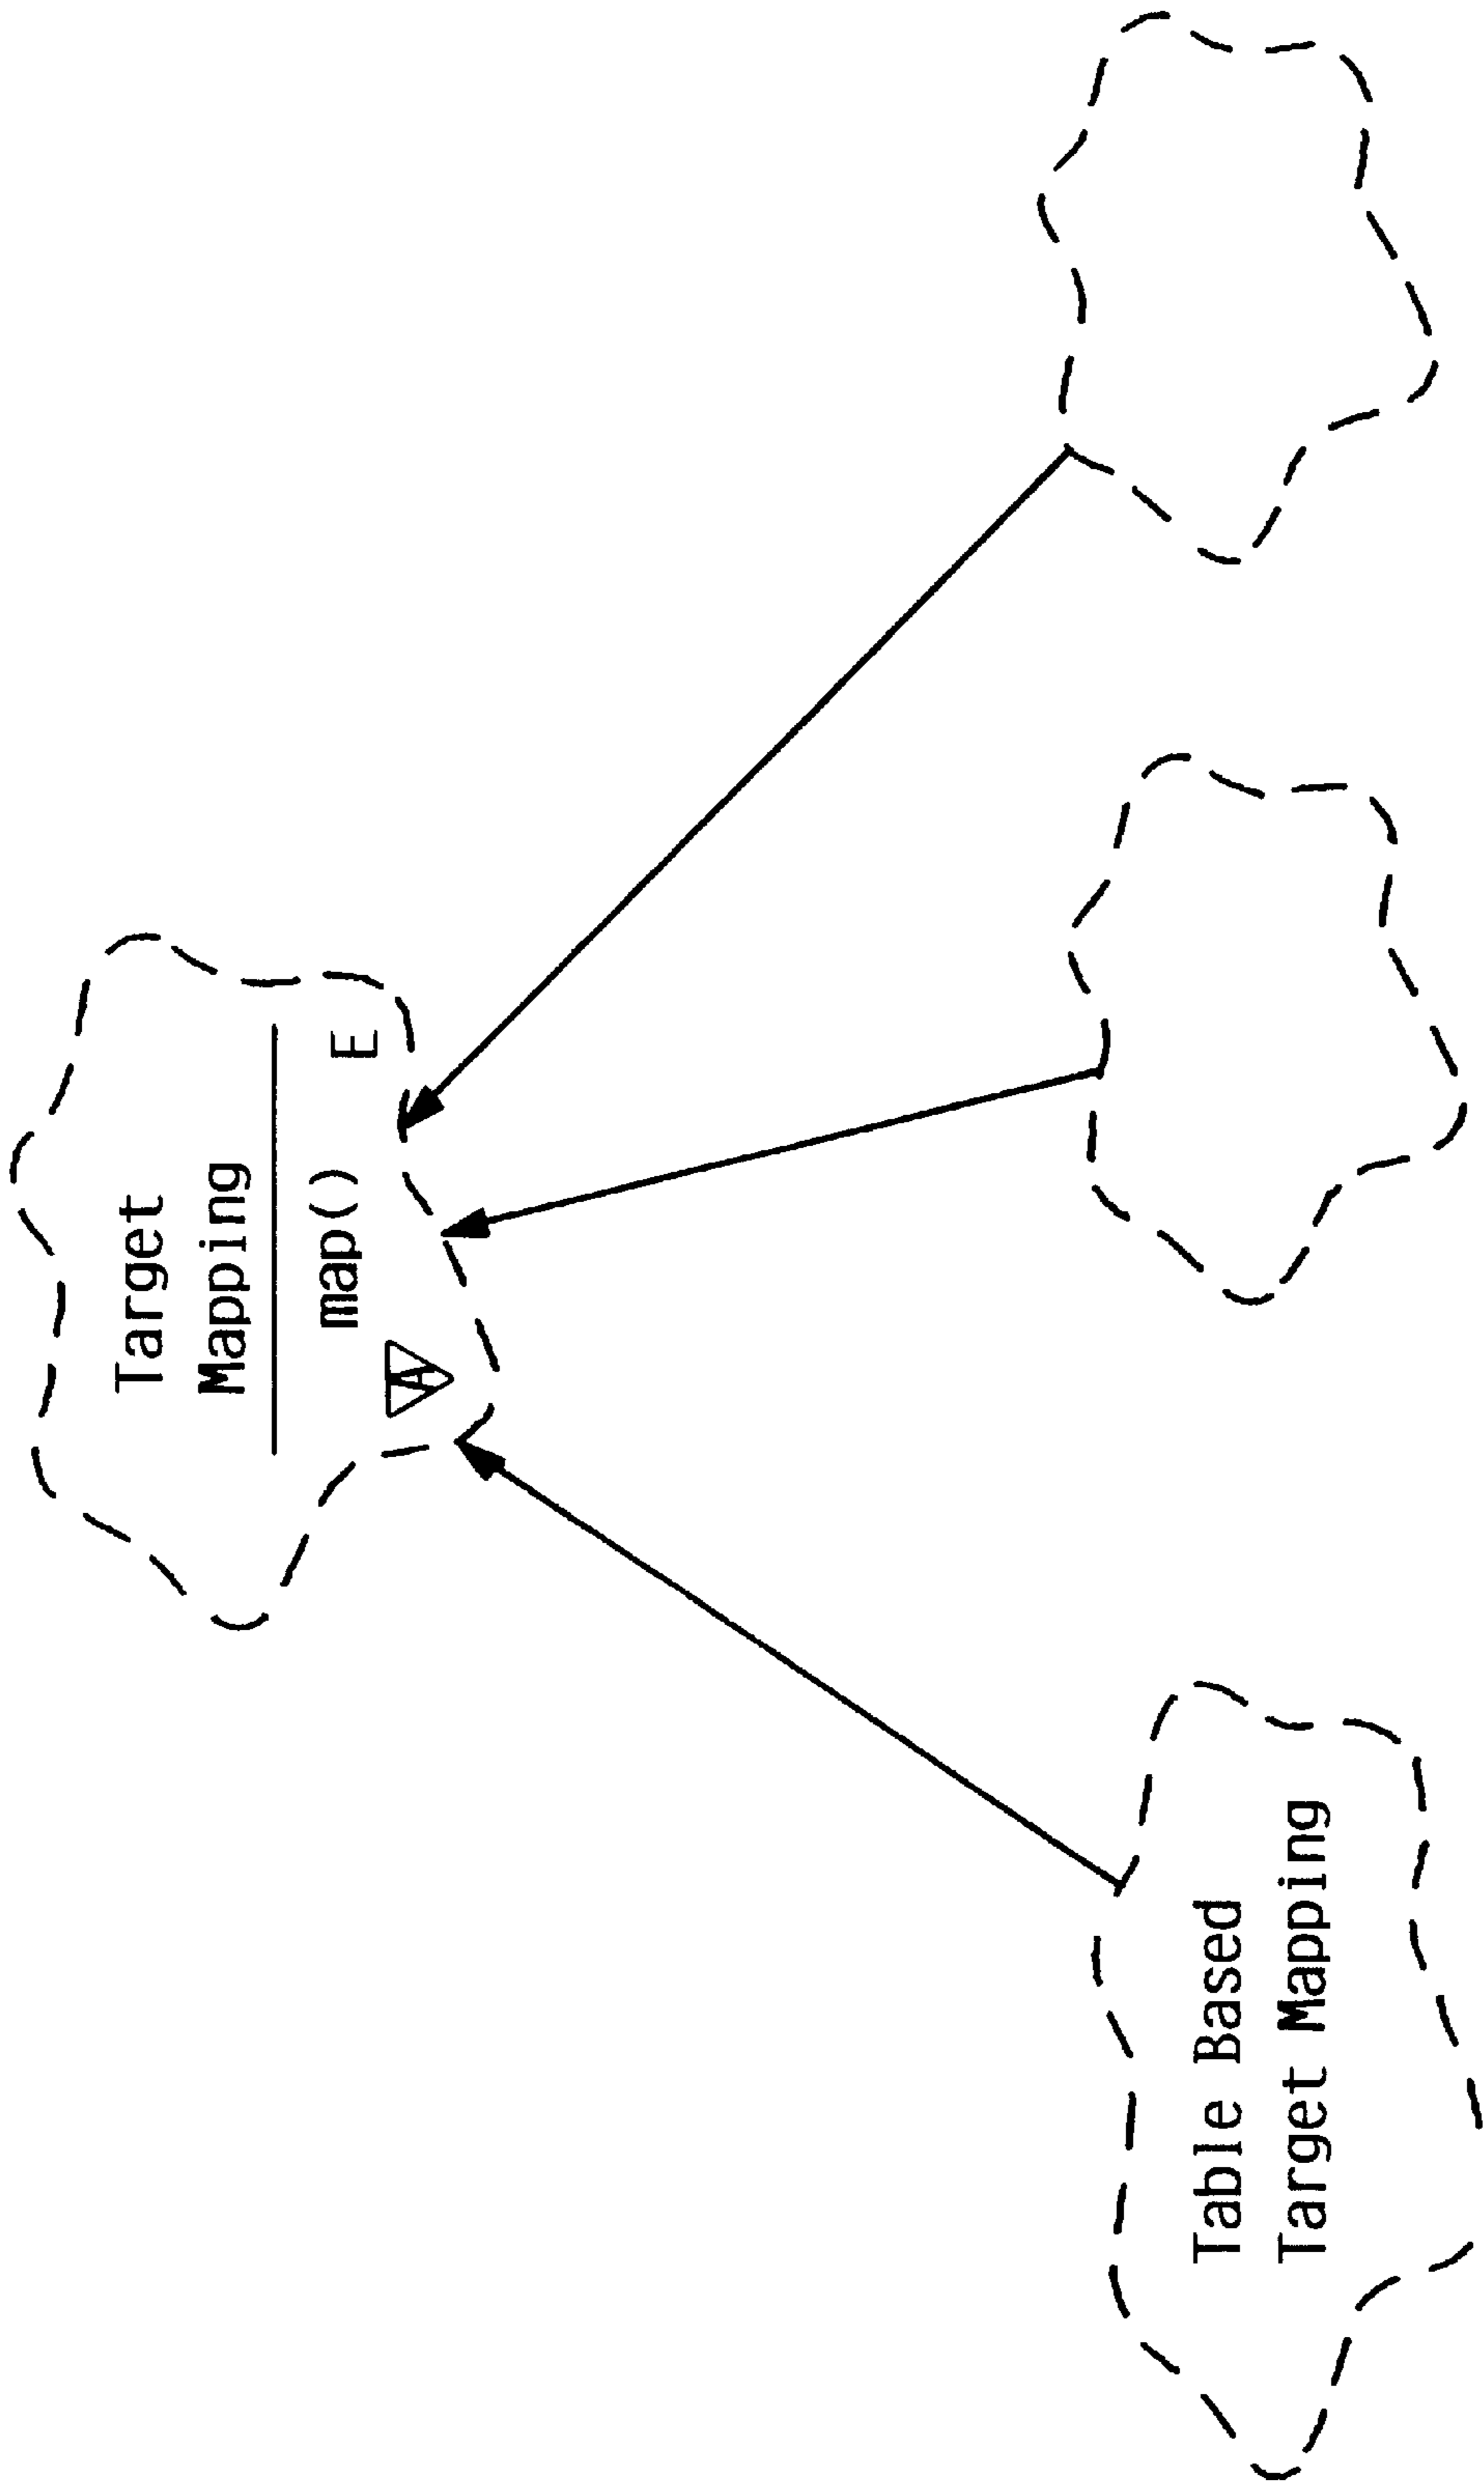 Target
Mapping
map() E
A
Table Based
Target Mapping